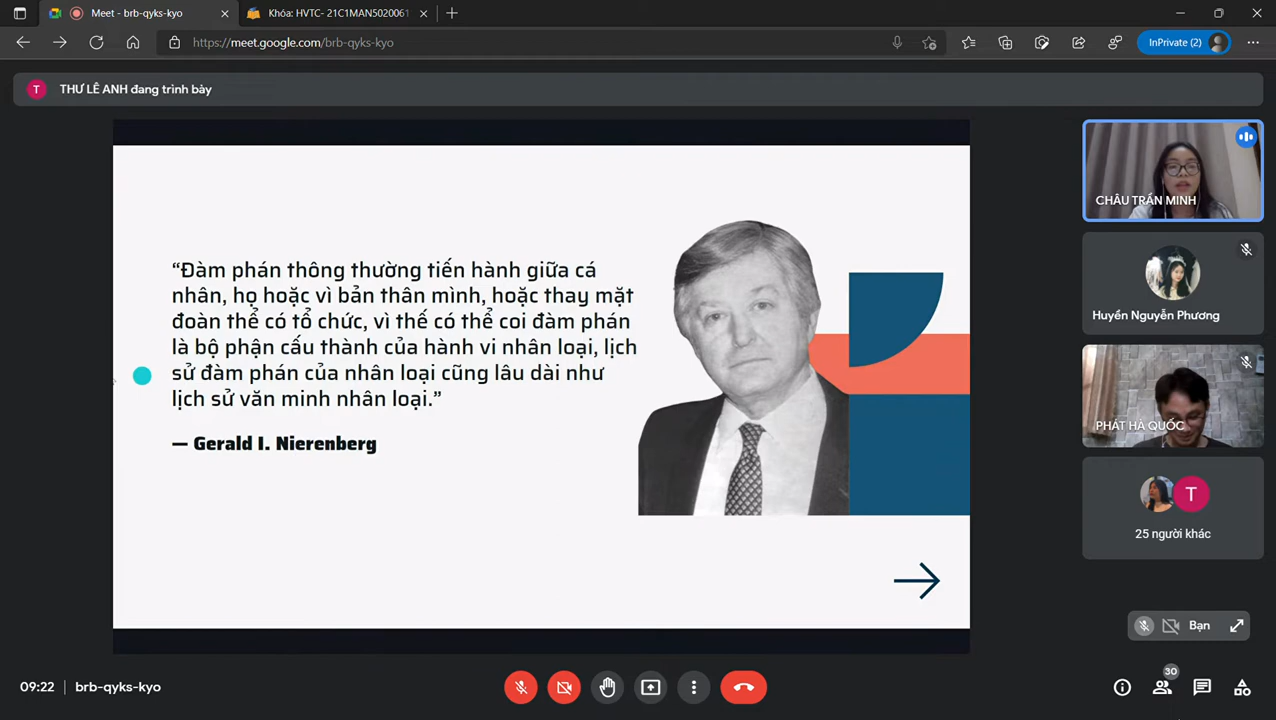 Meet - brb-qyks-kyo
Khóa: HVTC- 21C1MAN5020061
https://meet.google.com/brb-qyks-kyo
InPrivate (2)
T
THƯ LÊ ANH đang trình bày
“Đàm phán thông thường tiến hành giữa cá
nhân, họ hoặc vì bản thân mình, hoặc thay mặt
đoàn thể có tổ chức, vì thế có thể coi đàm phán
là bộ phận cấu thành của hành vi nhân loại, lịch
sử đàm phán của nhân loại cũng lâu dài như
lịch sử văn minh nhân loại.”
— Gerald I. Nierenberg
CHÂU TRẦN MINH
Huyền Nguyễn Phương
PHÁT HÀ QUỐC
T
25 người khác
Bạn
09:22 | brb-qyks-kyo
30